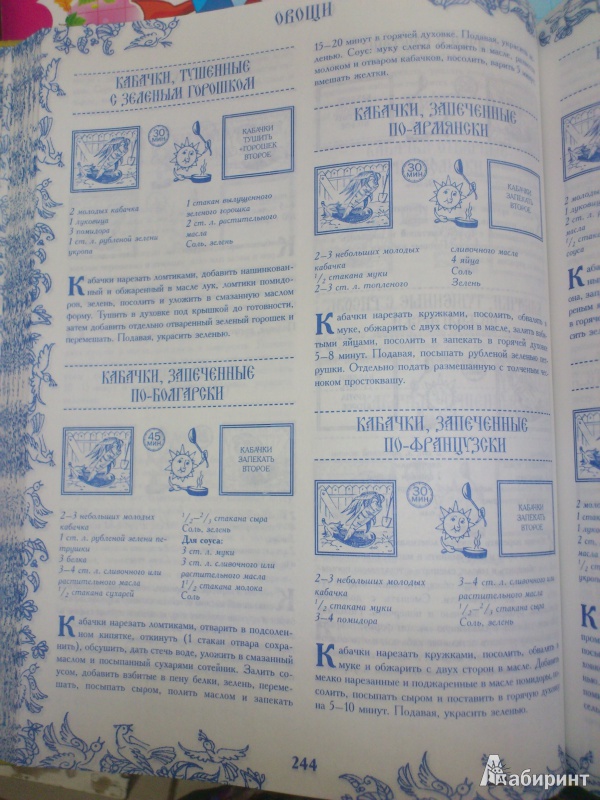 ОВОЩИ
КАБАЧКИ, ТУШЕННЫЕ
С ЗЕЛЕНЫМ ГОРОШКОМ
30
МИН
КАБАЧКИ
ТУШИТЬ
+ГОРОШЕК
ВТОРОЕ
2 молодых кабачка
1 луковица
3 помидора
1 ст. л. рубленой зелени
укропа
1 стакан вылущенного
зеленого горошка
2 ст. л. растительного
масла
Соль, зелень
Кабачки нарезать ломтиками, добавить нашинкован-
ный и обжаренный в масле лук, ломтики помидо-
ров, зелень, посолить и уложить в смазанную маслом
форму. Тушить в духовке под крышкой до готовности,
затем добавить отдельно отваренный зеленый горошек и
перемешать. Подавая, украсить зеленью.
КАБАЧКИ, ЗАПЕЧЕННЫЕ
ПО-БОЛГАРСКИ
45
МИН
КАБАЧКИ
ЗАПЕКАТЬ
ВТОРОЕ
2—3 небольших молодых
кабачка
1 ст. л. рубленой зелени пе-
трушки
3 белка
3—4 ст. л. сливочного или
растительного масла
1/2 стакана сухарей
1/2—2/3 стакана сыра
Соль, зелень
Для соуса:
3 ст. л. муки
3 ст. л. сливочного или
растительного масла
1 1/2 стакана молока
Соль
Кабачки нарезать ломтиками, отварить в подсолен-
ном кипятке, откинуть (1 стакан отвара сохра-
нить), обсушить, дать стечь воде, уложить в смазанный
маслом и посыпанный сухарями сотейник. Залить со-
усом, добавив взбитые в пену белки, зелень, переме-
шать, посыпать сыром, полить маслом и запекать
15—20 минут в горячей духовке. Подавая, украсить зе-
ленью. Соус: муку слегка обжарить в масле, развести
молоком и отваром кабачков, посолить, варить 5 минут
вмешать желтки.
КАБАЧКИ, ЗАПЕЧЕННЫЕ
ПО-АРМЯНСКИ
30
МИН
КАБАЧКИ
ЗАПЕКАТЬ
ВТОРОЕ
2—3 небольших молодых
кабачка
1/2 стакана муки
2—3 ст. л. топленого
сливочного масла
4 яйца
Соль
Зелень
Кабачки нарезать кружками, посолить, обвалять в
муке, обжарить с двух сторон в масле, залить взби-
тыми яйцами, посолить и запекать в горячей духовке
5—8 минут. Подавая, посыпать рубленой зеленью пет-
рушки. Отдельно подать размешанную с толченым чес-
ноком простоквашу.
КАБАЧКИ, ЗАПЕЧЕННЫЕ
ПО-ФРАНЦУЗСКИ
30
МИН
КАБАЧКИ
ЗАПЕКАТЬ
ВТОРОЕ
2—3 небольших молодых
кабачка
1/2 стакана муки
3—4 помидора
3—4 ст. л. сливочного или
растительного масла
1/2—2/3 стакана сыра
Соль, зелень
Кабачки нарезать кружками, посолить, обвалять в
муке и обжарить с двух сторон в масле. Добавить
мелко нарезанные и поджаренные в масле помидоры, по-
солить, посыпать сыром и поставить в горячую духовку
на 5—10 минут. Подавая, украсить зеленью.
244
Лабиринт